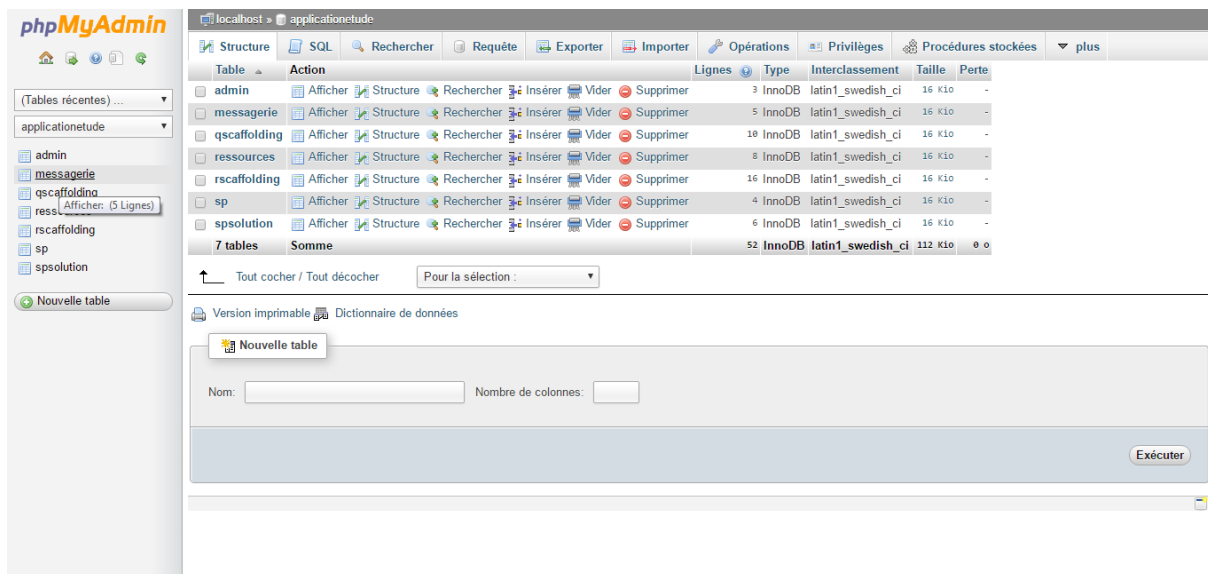 phpMyAdmin
localhost » applicationetude
Structure SQL Rechercher Requête Exporter Importer Opérations Privilèges Procédures stockées plus
(Tables récentes) ...
applicationetude
admin
messagerie
qscaffolding
Afficher: (5 Lignes)
rscaffolding
sp
spsolution
Nouvelle table
Table Action Lignes Type Interclassement Taille Perte
admin Afficher Structure Rechercher Insérer Vider Supprimer 3 InnoDB latin1_swedish_ci 16 Kio -
messagerie Afficher Structure Rechercher Insérer Vider Supprimer 5 InnoDB latin1_swedish_ci 16 Kio -
qscaffolding Afficher Structure Rechercher Insérer Vider Supprimer 10 InnoDB latin1_swedish_ci 16 Kio -
ressources Afficher Structure Rechercher Insérer Vider Supprimer 8 InnoDB latin1_swedish_ci 16 Kio -
rscaffolding Afficher Structure Rechercher Insérer Vider Supprimer 16 InnoDB latin1_swedish_ci 16 Kio -
sp Afficher Structure Rechercher Insérer Vider Supprimer 4 InnoDB latin1_swedish_ci 16 Kio -
spsolution Afficher Structure Rechercher Insérer Vider Supprimer 6 InnoDB latin1_swedish_ci 16 Kio -
7 tables Somme 52 InnoDB latin1_swedish_ci 112 Kio 0 o
Tout cocher / Tout décocher Pour la sélection :
Version imprimable Dictionnaire de données
Nouvelle table
Nom: Nombre de colonnes:
Exécuter